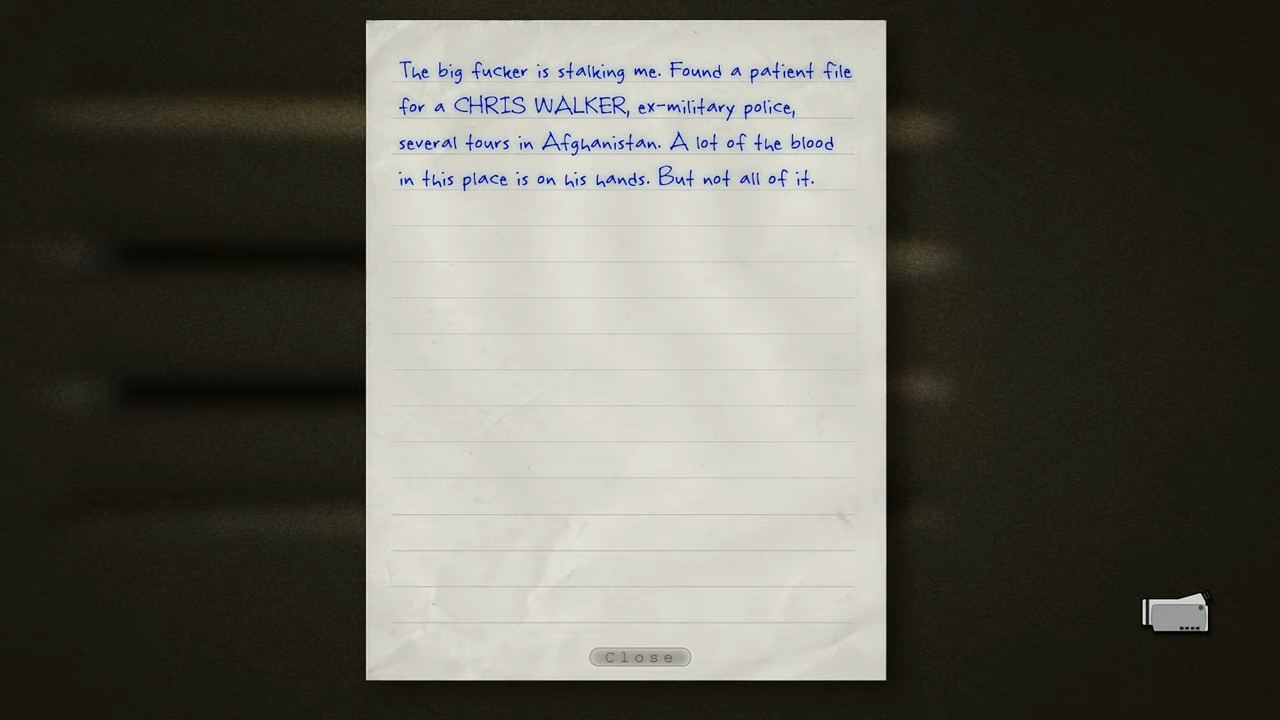 The big fucker is stalking me. Found a patient file
for a CHRIS WALKER, ex-military police,
several tours in Afghanistan. A lot of the blood
in this place is on his hands. But not all of it.
Close